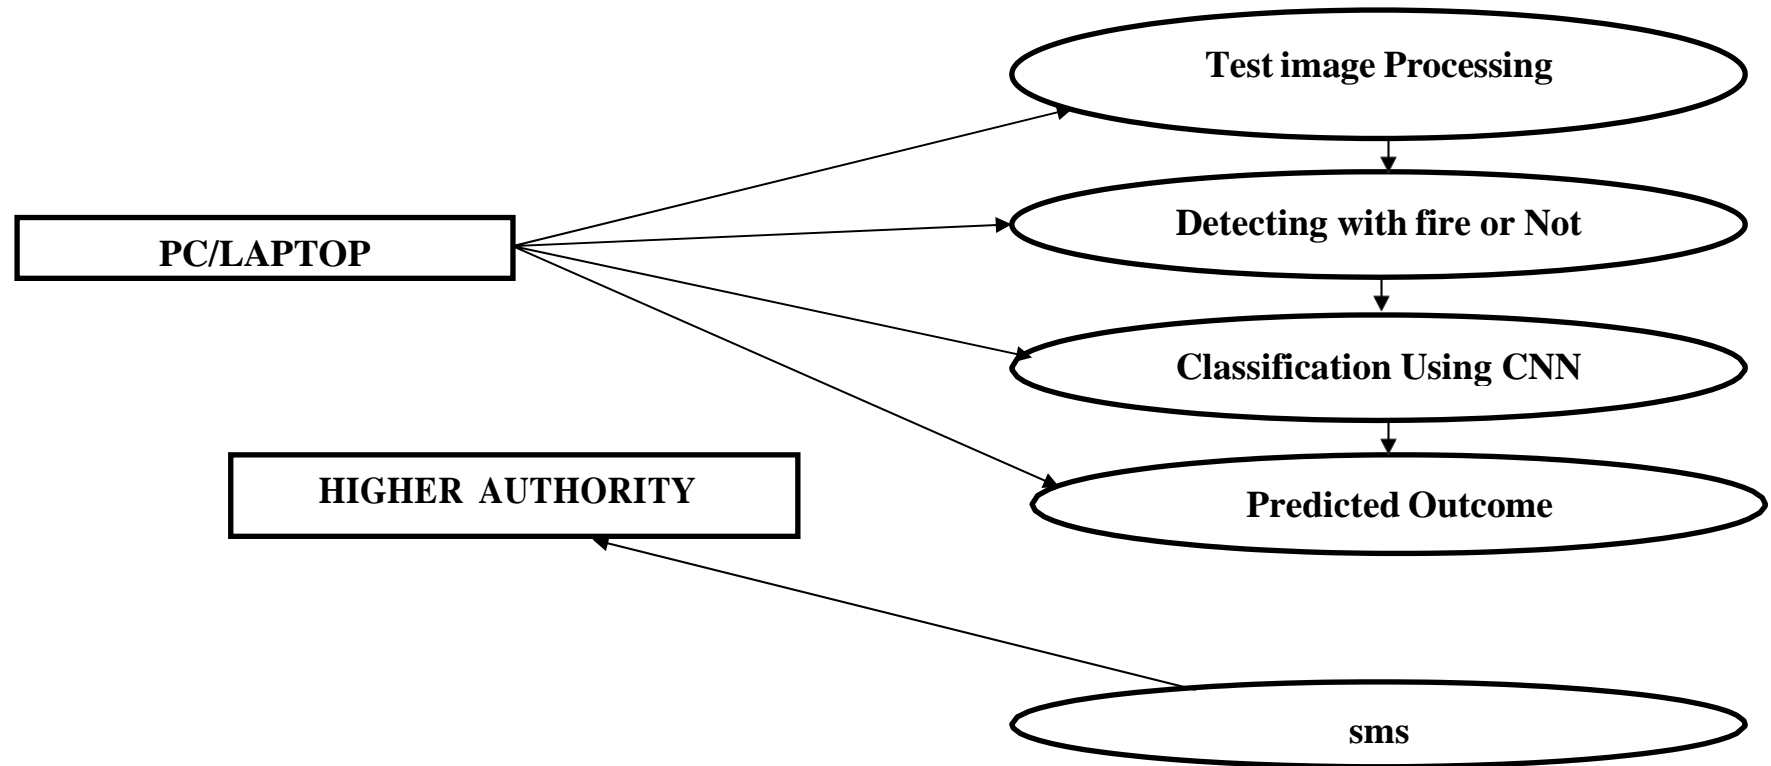 Test image Processing
Detecting with fire or Not
PC/LAPTOP
Classification Using CNN
HIGHER AUTHORITY
Predicted Outcome
sms